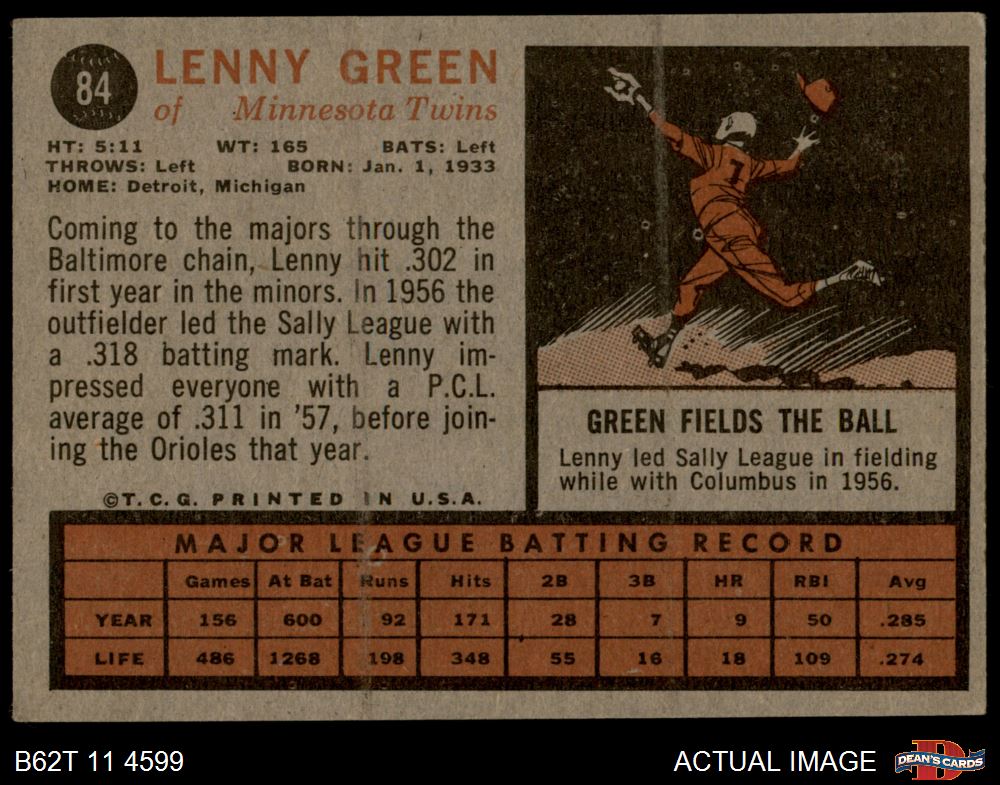 84
LENNY GREEN
of Minnesota Twins
HT: 5:11 WT: 165 BATS: Left
THROWS: Left BORN: Jan. 1, 1933
HOME: Detroit, Michigan
Coming to the majors through the
Baltimore chain, Lenny hit .302 in
first year in the minors. In 1956 the
outfielder led the Sally League with
a .318 batting mark. Lenny im-
pressed everyone with a P.C.L.
average of .311 in '57, before join-
ing the Orioles that year.
©T.C.G. PRINTED IN U.S.A.
7
GREEN FIELDS THE BALL
Lenny led Sally League in fielding
while with Columbus in 1956.
MAJOR LEAGUE BATTING RECORD
Games At Bat Runs Hits 2B 3B HR RBI Avg
YEAR 156 600 92 171 28 7 9 50 .285
LIFE 486 1268 198 348 55 16 18 109 .274
B62T 11 4599
ACTUAL IMAGE
D
DEAN'S CARDS